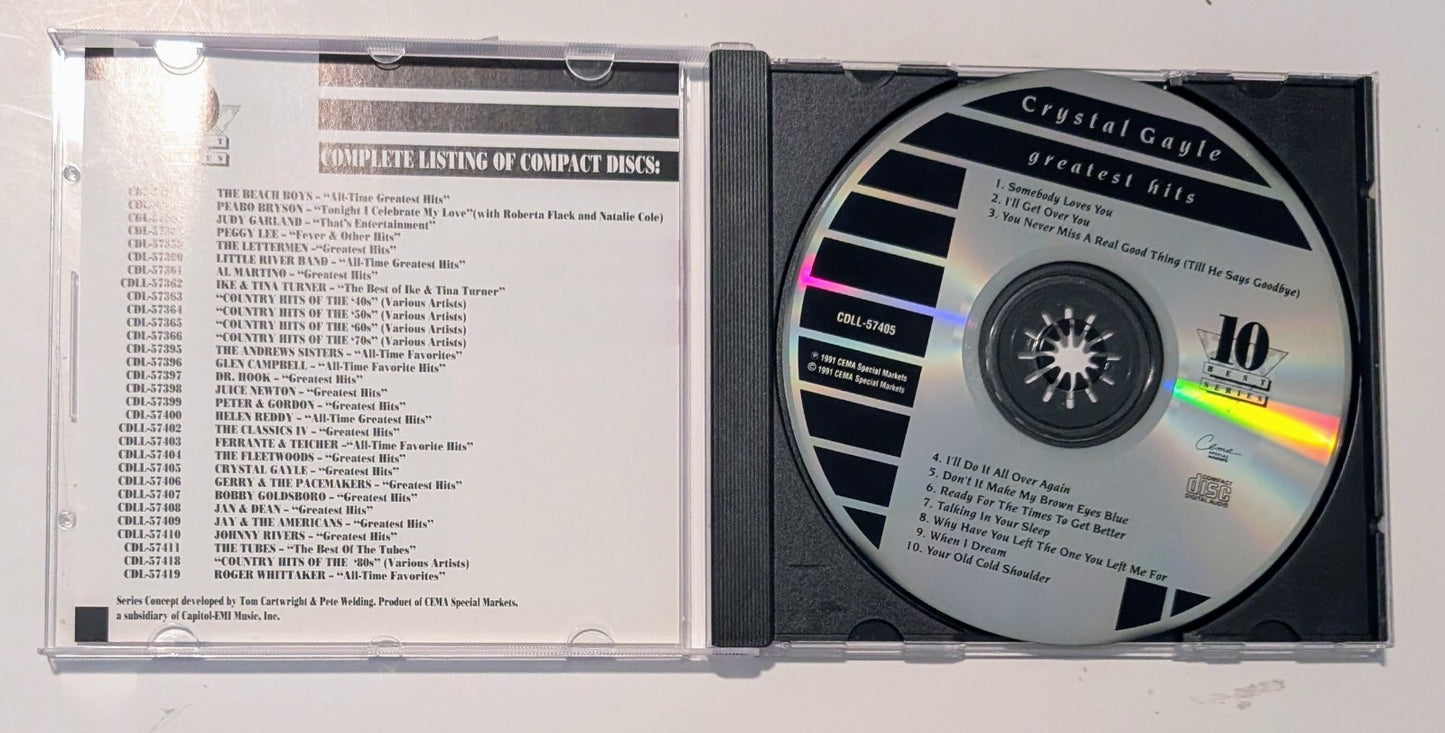 COMPLETE LISTING OF COMPACT DISCS:
THE BEACH BOYS – “All-Time Greatest Hits”
PEABO BRYSON – “Tonight I Celebrate My Love”(with Roberta Flack and Natalie Cole)
JUDY GARLAND – “That's Entertainment”
PEGGY LEE – “Fever & Other Hits”
THE LETTERMEN –“Greatest Hits”
CDL-57360 LITTLE RIVER BAND – “All-Time Greatest Hits”
CDL-57361 AL MARTINO – “Greatest Hits”
CDLL-57362 IKE & TINA TURNER – “The Best of Ike & Tina Turner”
CDL-57363 “COUNTRY HITS OF THE ‘40s” (Various Artists)
CDL-57364 “COUNTRY HITS OF THE ‘50s” (Various Artists)
CDL-57365 “COUNTRY HITS OF THE ‘60s” (Various Artists)
CDL-57366 “COUNTRY HITS OF THE ‘70s” (Various Artists)
CDL-57395 THE ANDREWS SISTERS – “All-Time Favorites”
CDL-57396 GLEN CAMPBELL – “All-Time Favorite Hits”
CDL-57397 DR. HOOK – “Greatest Hits”
CDL-57398 JUICE NEWTON – “Greatest Hits”
CDL-57399 PETER & GORDON – “Greatest Hits”
CDL-57400 HELEN REDDY – “All-Time Greatest Hits”
CDLL-57402 THE CLASSICS IV – “Greatest Hits”
CDLL-57403 FERRANTE & TEICHER –“All-Time Favorite Hits”
CDLL-57404 THE FLEETWOODS – “Greatest Hits”
CDLL-57405 CRYSTAL GAYLE – “Greatest Hits”
CDLL-57406 GERRY & THE PACEMAKERS – “Greatest Hits”
CDLL-57407 BOBBY GOLDSBORO – “Greatest Hits”
CDLL-57408 JAN & DEAN – “Greatest Hits”
CDLL-57409 JAY & THE AMERICANS – “Greatest Hits”
CDLL-57410 JOHNNY RIVERS – “Greatest Hits”
CDL-57411 THE TUBES – “The Best Of The Tubes”
CDL-57418 “COUNTRY HITS OF THE ‘80s” (Various Artists)
CDL-57419 ROGER WHITTAKER – “All-Time Favorites”
Series Concept developed by Tom Cartwright & Pete Welding. Product of CEMA Special Markets,
a subsidiary of Capitol-EMI Music, Inc.
Crystal Gayle
greatest hits
1. Somebody Loves You
2. I'll Get Over You
3. You Never Miss A Real Good Thing (Till He Says Goodbye)
CDLL-57405
℗ 1991 CEMA Special Markets
© 1991 CEMA Special Markets
10
BEST
SERIES
Cema
SPECIAL
MARKETS
COMPACT
disc
DIGITAL AUDIO
4. I'll Do It All Over Again
5. Don't It Make My Brown Eyes Blue
6. Ready For The Times To Get Better
7. Talking In Your Sleep
8. Why Have You Left The One You Left Me For
9. When I Dream
10. Your Old Cold Shoulder